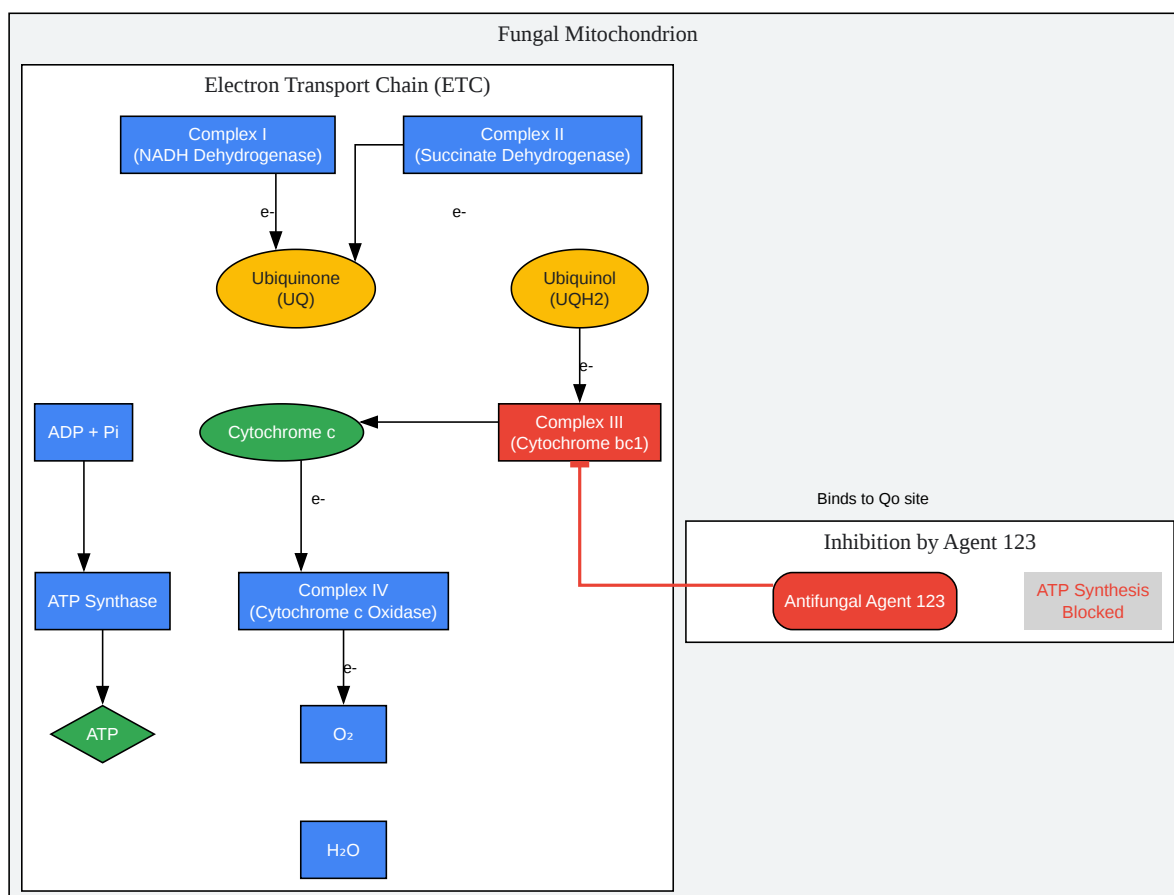 Fungal Mitochondrion
Electron Transport Chain (ETC)
Complex I
(NADH Dehydrogenase)
Complex II
(Succinate Dehydrogenase)
e-
e-
Ubiquinone
(UQ)
Ubiquinol
(UQH2)
e-
ADP + Pi
Cytochrome c
Complex III
(Cytochrome bc1)
e-
Binds to Qo site
Inhibition by Agent 123
ATP Synthase
Complex IV
(Cytochrome c Oxidase)
Antifungal Agent 123
ATP Synthesis
Blocked
e-
ATP
O₂
H₂O